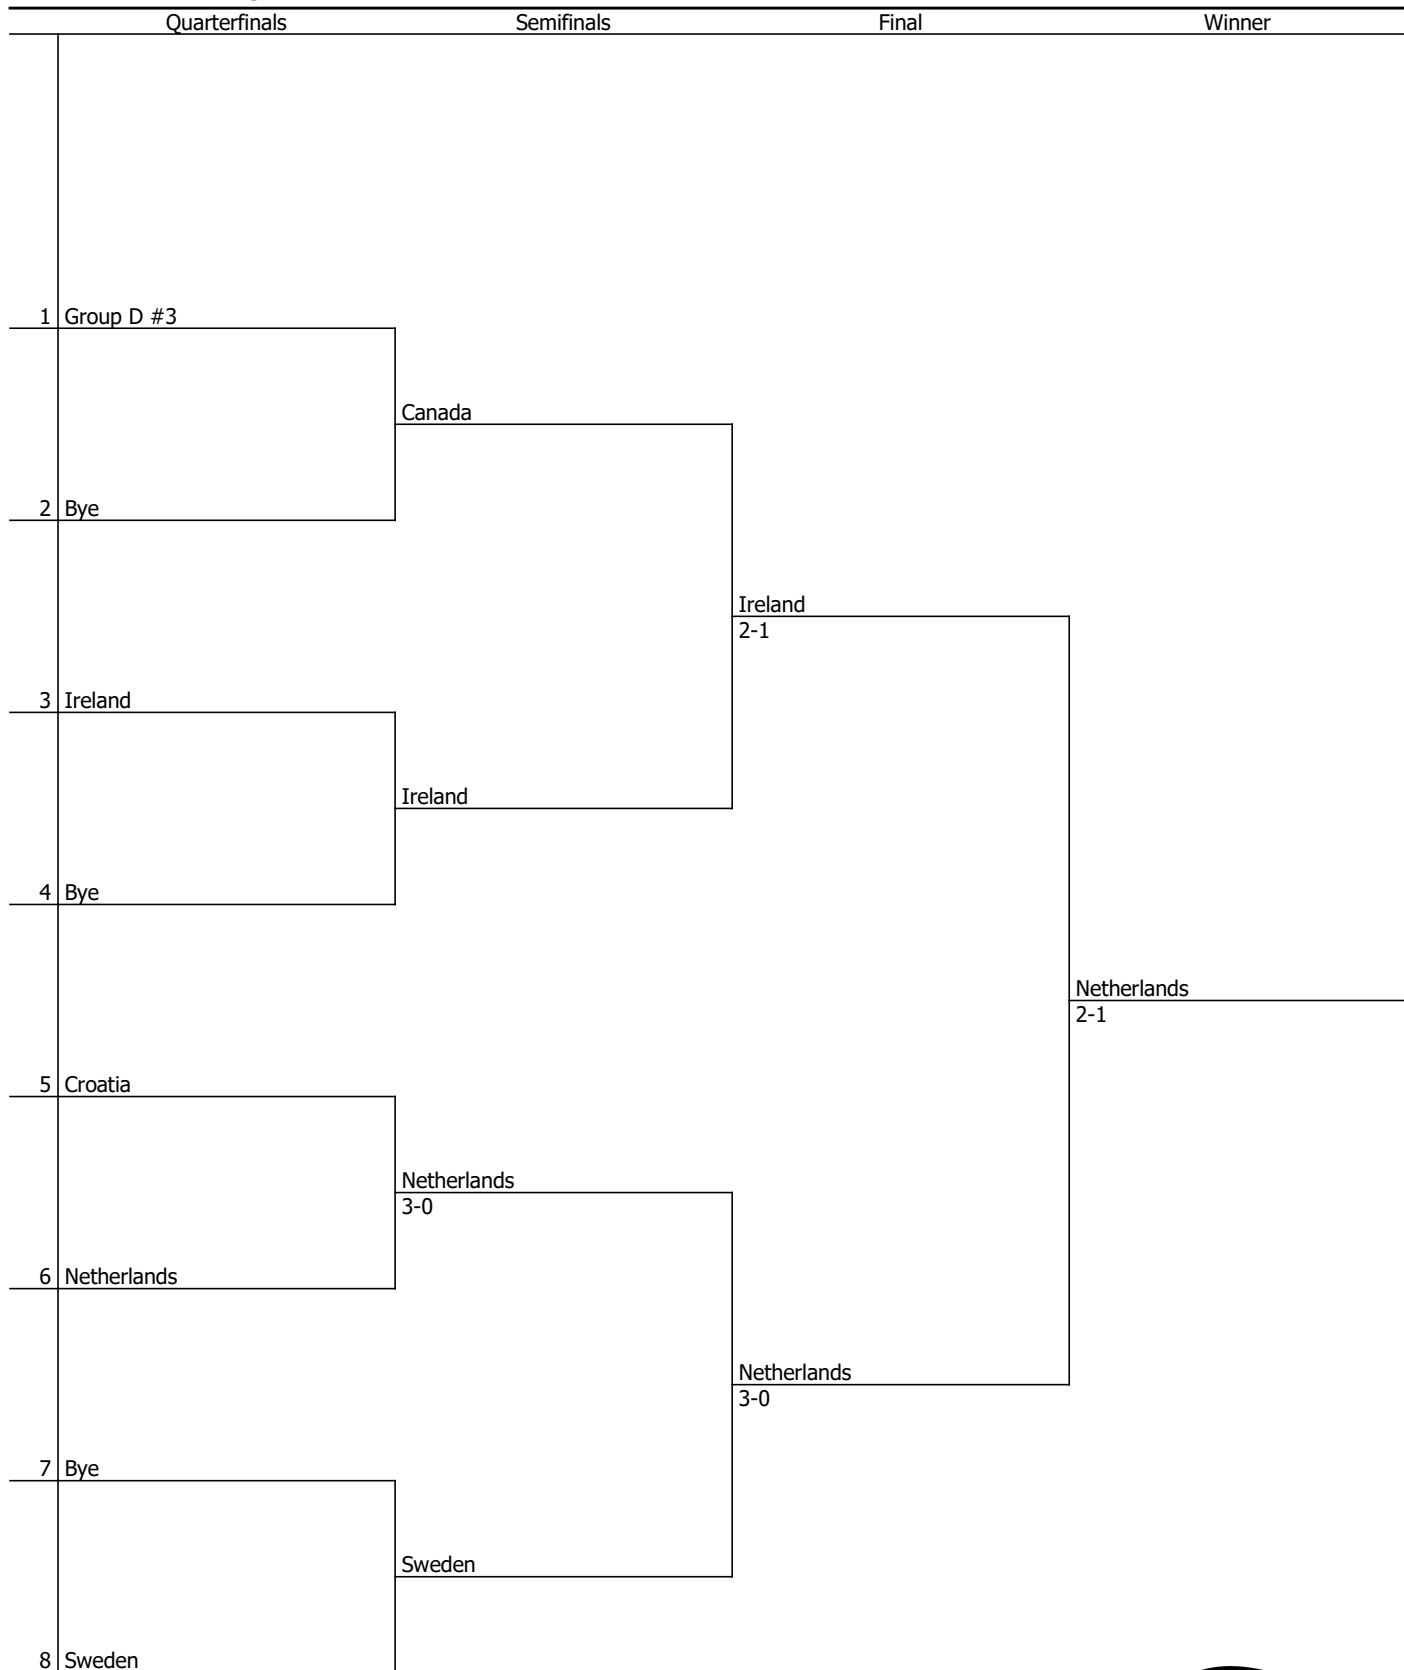 Quarterfinals Semifinals Final Winner
1 Group D #3
Canada
2 Bye
Ireland
2-1
3 Ireland
Ireland
4 Bye
Netherlands
2-1
5 Croatia
Netherlands
3-0
6 Netherlands
Netherlands
3-0
7 Bye
Sweden
8 Sweden